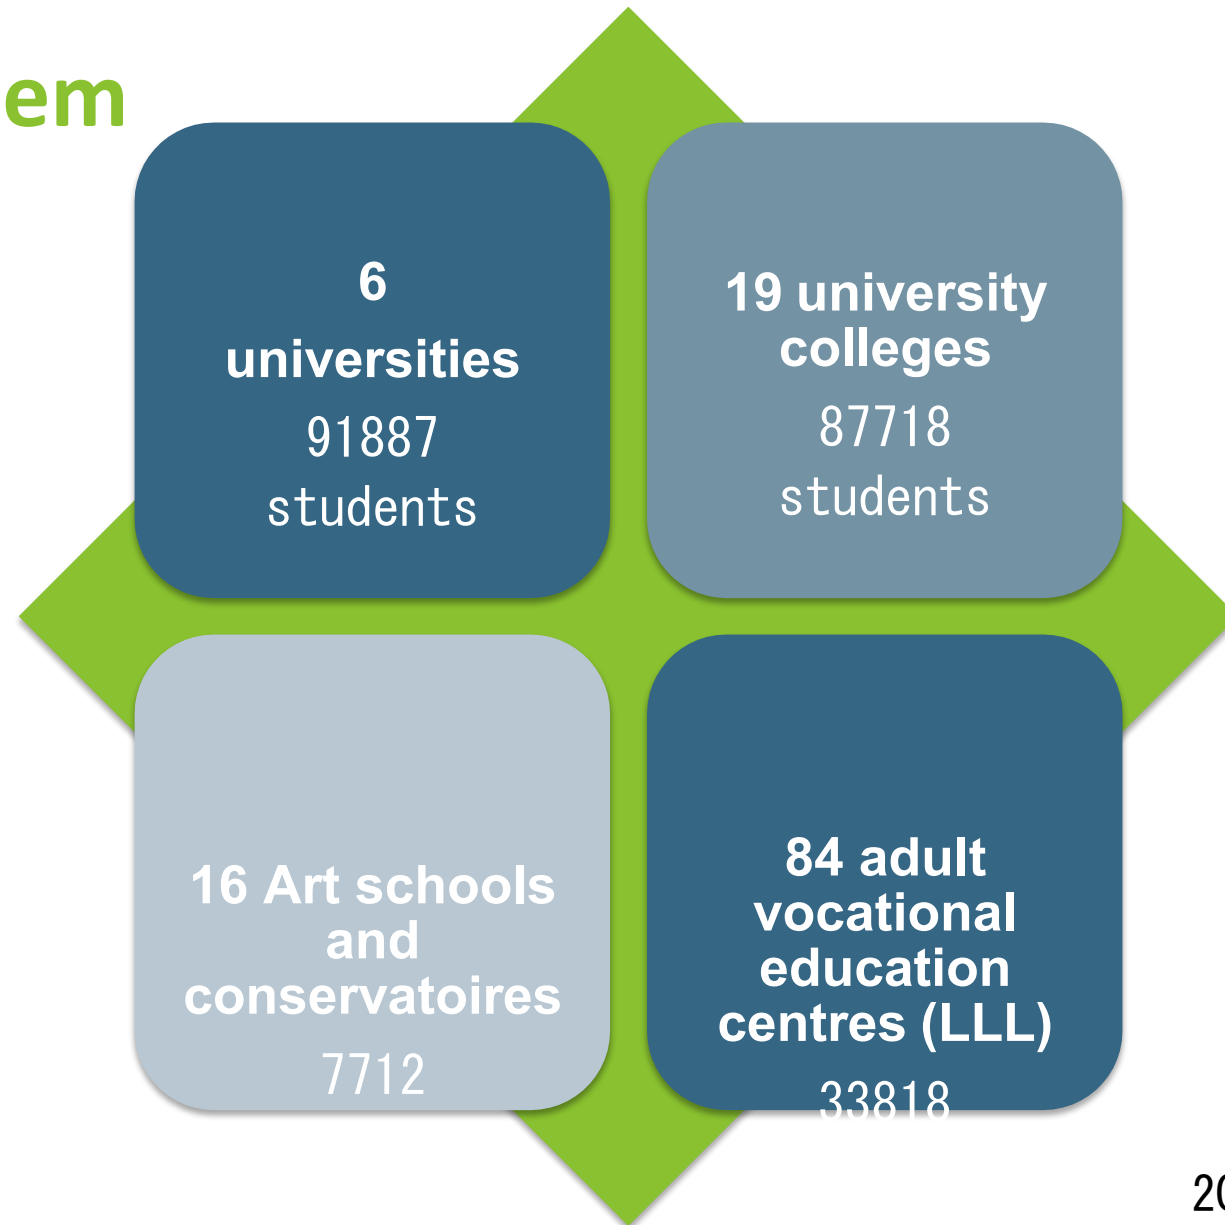 em
6
universities
91887
students
19 university
colleges
87718
students
16 Art schools
and
conservatoires
7712
84 adult
vocational
education
centres (LLL)
33818
20